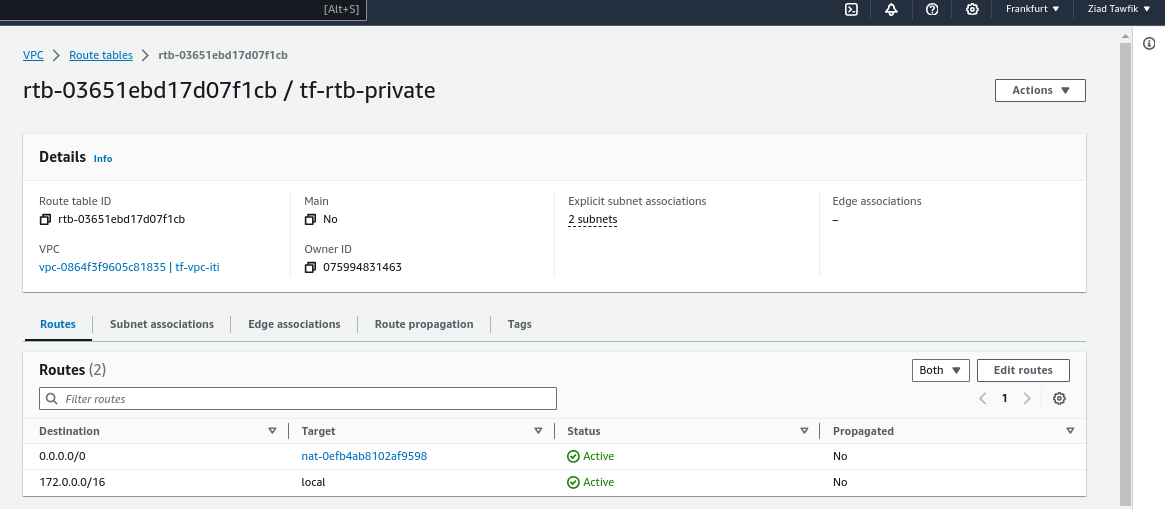 [Alt+S]
Frankfurt ▼
Ziad Tawfik ▼
VPC > Route tables > rtb-03651ebd17d07f1cb
rtb-03651ebd17d07f1cb / tf-rtb-private
Actions ▼
Details Info
Route table ID
rtb-03651ebd17d07f1cb
Main
No
Explicit subnet associations
2 subnets
Edge associations
–
VPC
vpc-0864f3f9605c81835 | tf-vpc-iti
Owner ID
075994831463
Routes
Subnet associations
Edge associations
Route propagation
Tags
Routes (2)
Both ▼
Edit routes
Filter routes
1
Destination Target Status Propagated
0.0.0.0/0 nat-0efb4ab8102af9598 Active No
172.0.0.0/16 local Active No